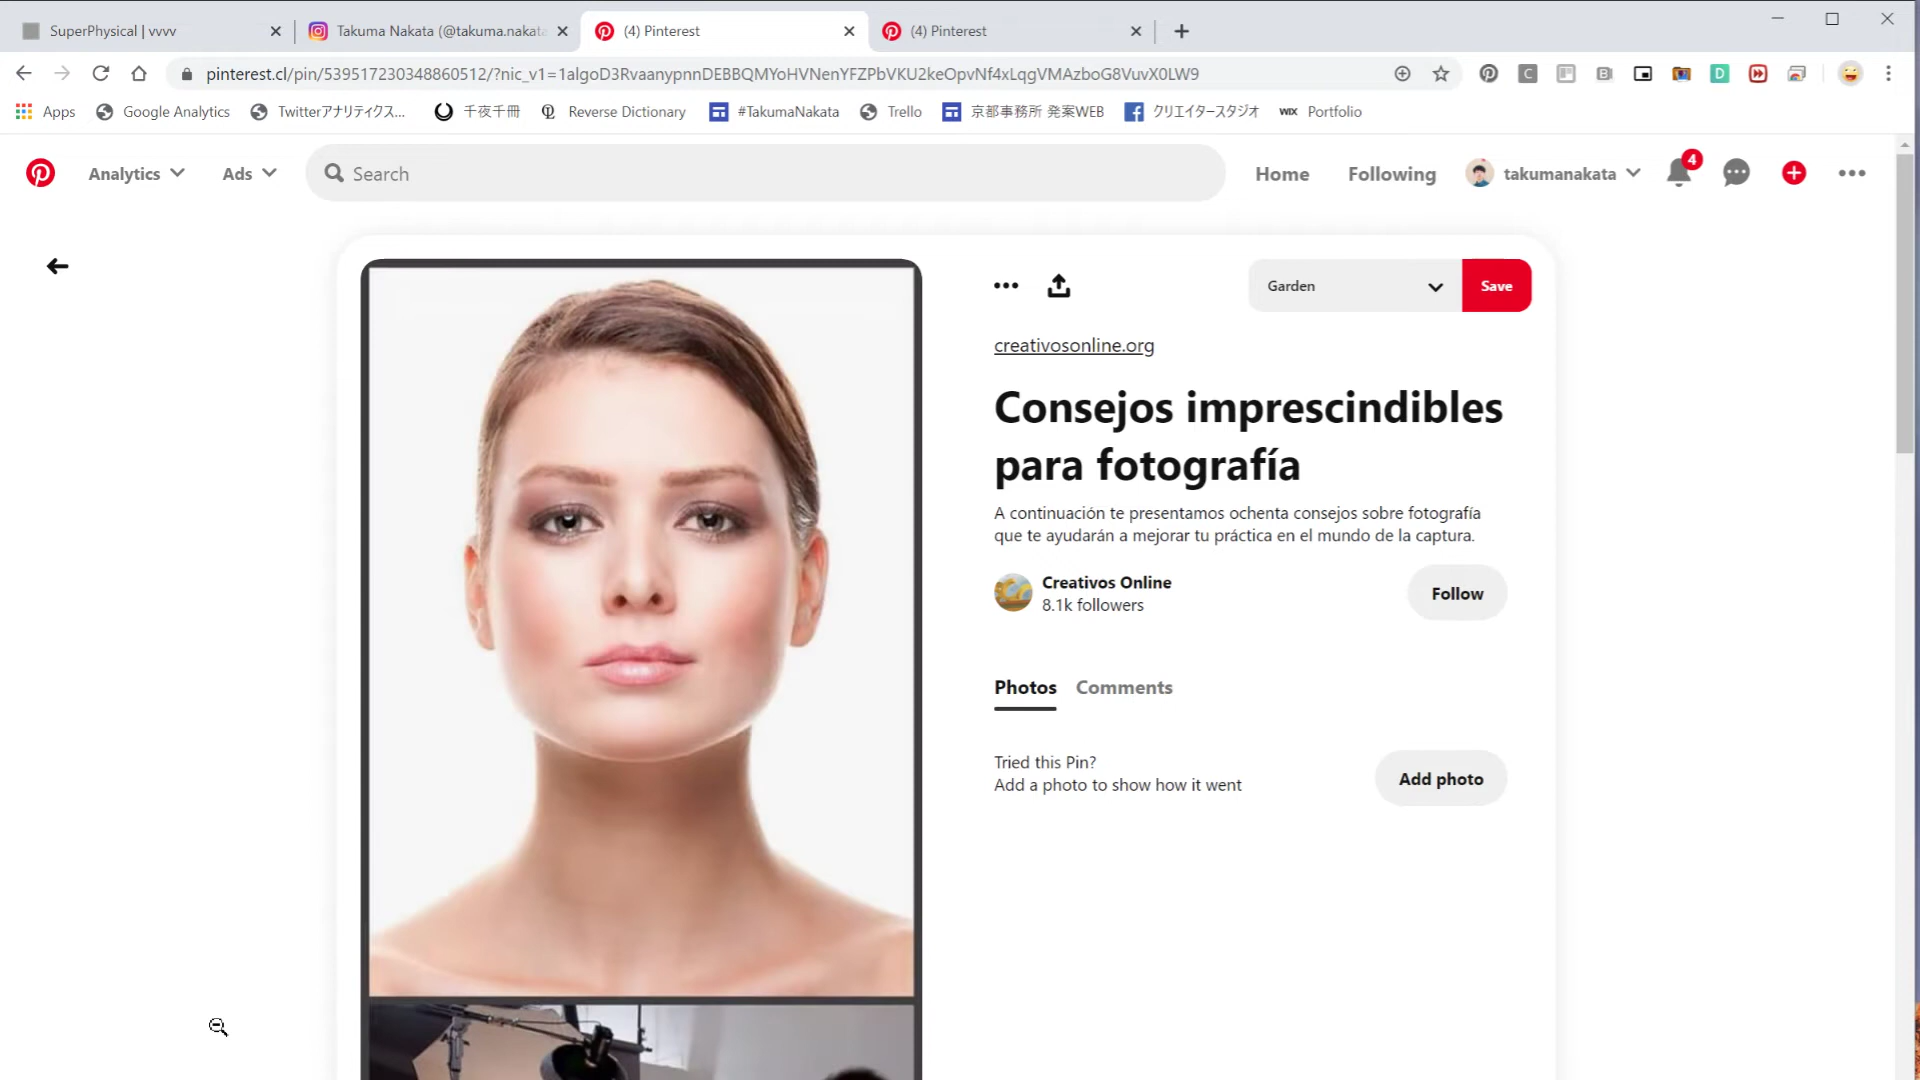 SuperPhysical | vvvv
Takuma Nakata (@takuma.nakata
(4) Pinterest
(4) Pinterest
pinterest.cl/pin/539517230348860512/?nic_v1=1algoD3RvaanypnnDEBBQMYoHVNenYFZPbVKU2keOpvNf4xLqgVMAzboG8VuvX0LW9
Apps
Google Analytics
Twitterアナリティクス...
千夜千冊
Reverse Dictionary
#TakumaNakata
Trello
京都事務所 発案WEB
クリエイタースタジオ
WIX Portfolio
Analytics
Ads
Search
Home
Following
takumanakata
4
Garden
Save
creativosonline.org
Consejos imprescindibles
para fotografía
A continuación te presentamos ochenta consejos sobre fotografía
que te ayudarán a mejorar tu práctica en el mundo de la captura.
Creativos Online
8.1k followers
Follow
Photos
Comments
Tried this Pin?
Add a photo to show how it went
Add photo